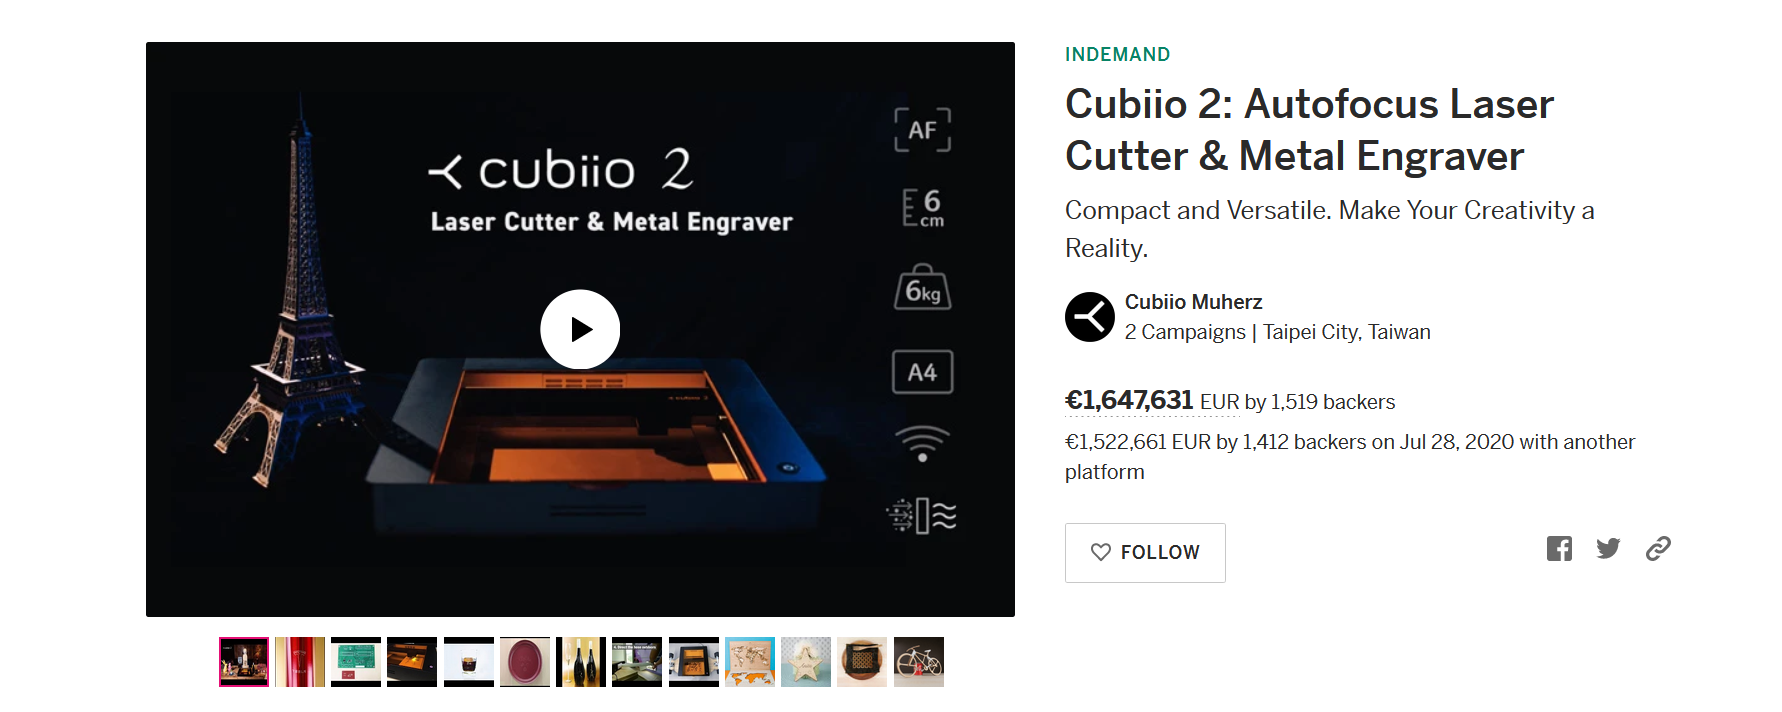 cubiio 2
Laser Cutter & Metal Engraver
AF
6
cm
6kg
A4
INDEMAND
Cubiio 2: Autofocus Laser
Cutter & Metal Engraver
Compact and Versatile. Make Your Creativity a
Reality.
Cubiio Muherz
2 Campaigns | Taipei City, Taiwan
€1,647,631 EUR by 1,519 backers
€1,522,661 EUR by 1,412 backers on Jul 28, 2020 with another
platform
FOLLOW